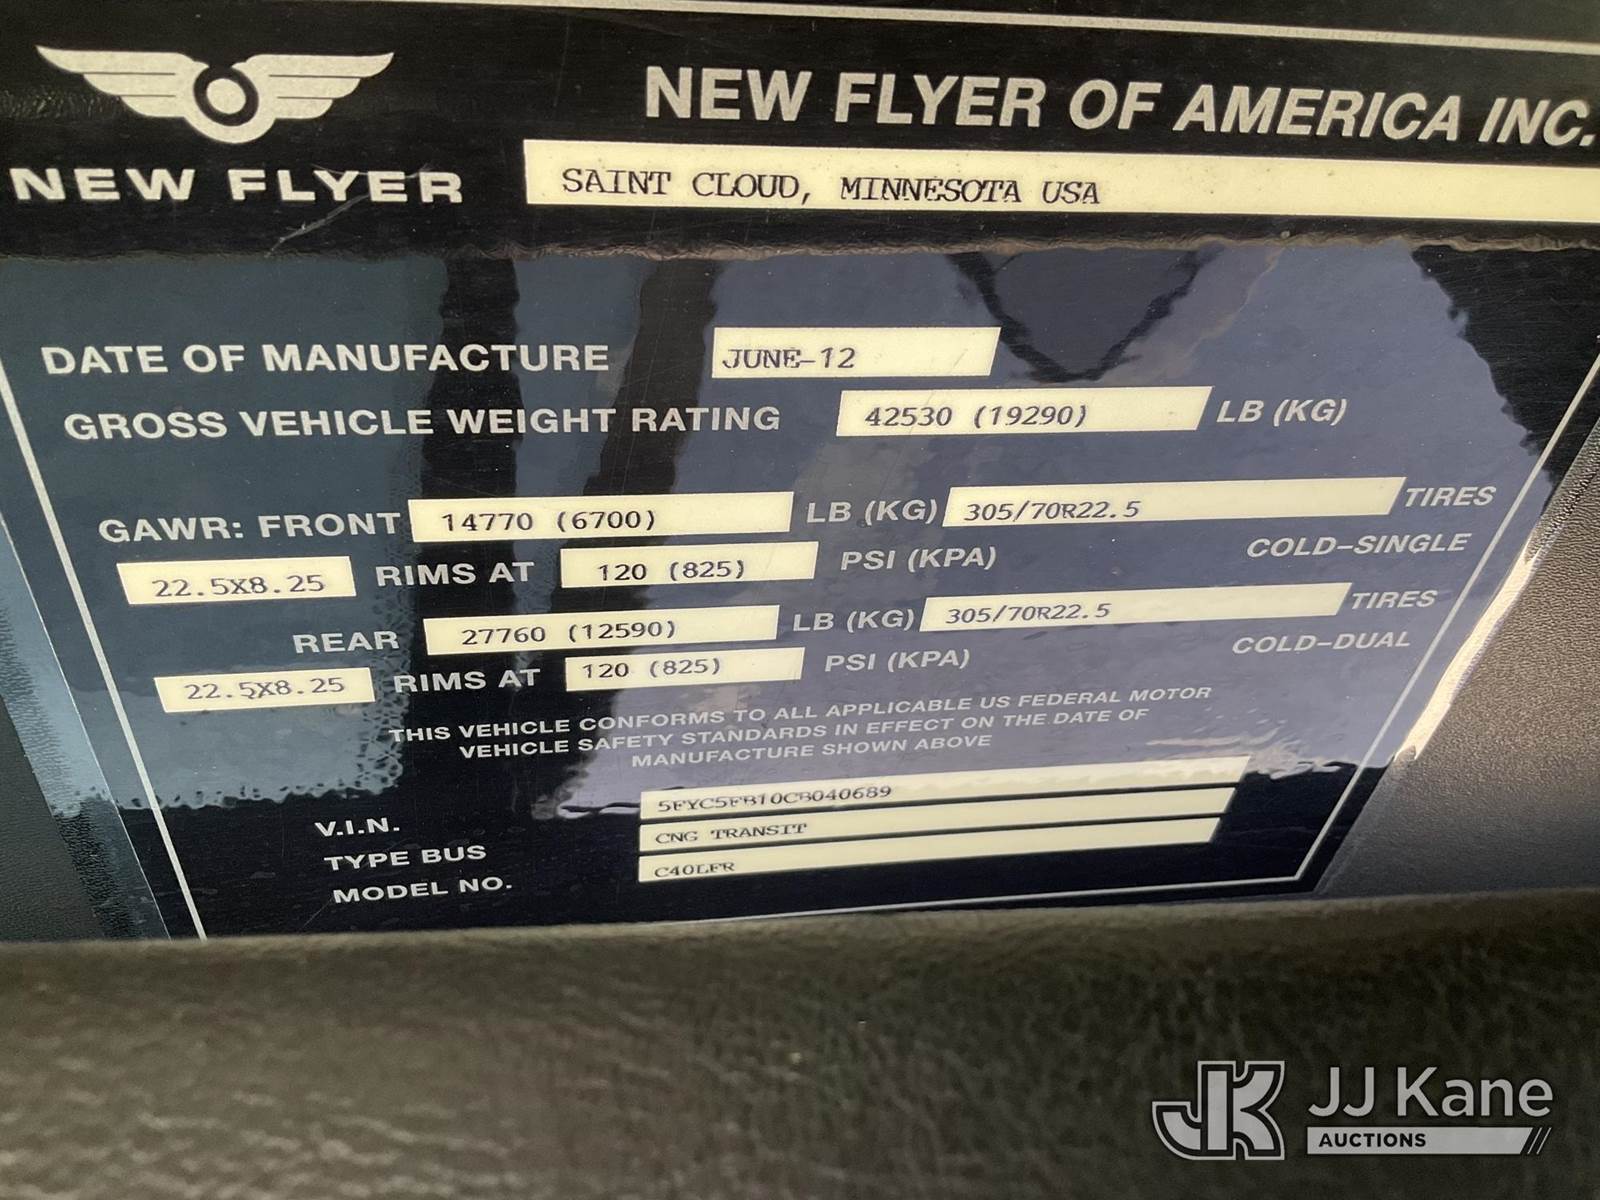 NEW FLYER OF AMERICA INC.
NEW FLYER
SAINT CLOUD, MINNESOTA USA
DATE OF MANUFACTURE JUNE-12
GROSS VEHICLE WEIGHT RATING 42530 (19290) LB (KG)
GAWR: FRONT 14770 (6700) LB (KG) 305/70R22.5 TIRES
22.5X8.25 RIMS AT 120 (825) PSI (KPA) COLD-SINGLE
REAR 27760 (12590) LB (KG) 305/70R22.5 TIRES
22.5X8.25 RIMS AT 120 (825) PSI (KPA) COLD-DUAL
THIS VEHICLE CONFORMS TO ALL APPLICABLE US FEDERAL MOTOR
VEHICLE SAFETY STANDARDS IN EFFECT ON THE DATE OF
MANUFACTURE SHOWN ABOVE
V.I.N. 5FYC5FB10CB040689
TYPE BUS CNG TRANSIT
MODEL NO. C40LFR
JK JJ Kane
AUCTIONS